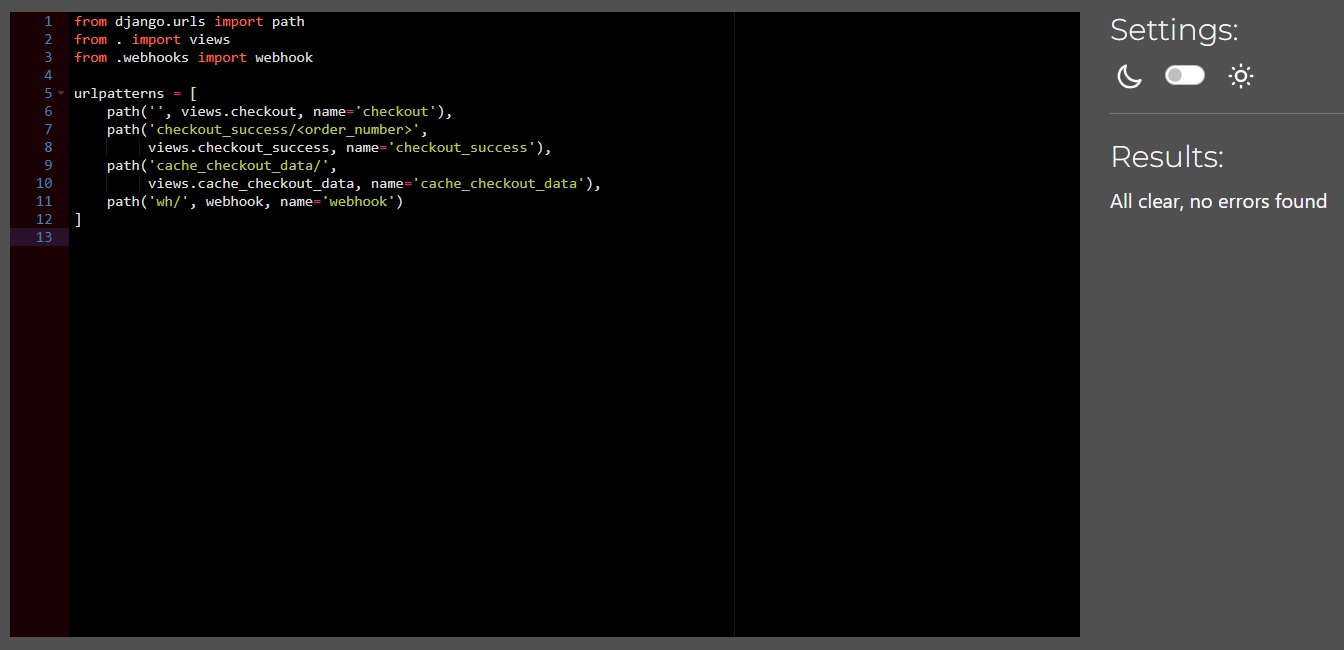 1 from django.urls import path
2 from . import views
3 from .webhooks import webhook
4
5 urlpatterns = [
6     path('', views.checkout, name='checkout'),
7     path('checkout_success/<order_number>',
8          views.checkout_success, name='checkout_success'),
9     path('cache_checkout_data/',
10          views.cache_checkout_data, name='cache_checkout_data'),
11     path('wh/', webhook, name='webhook')
12 ]
13
Settings:
Results:
All clear, no errors found